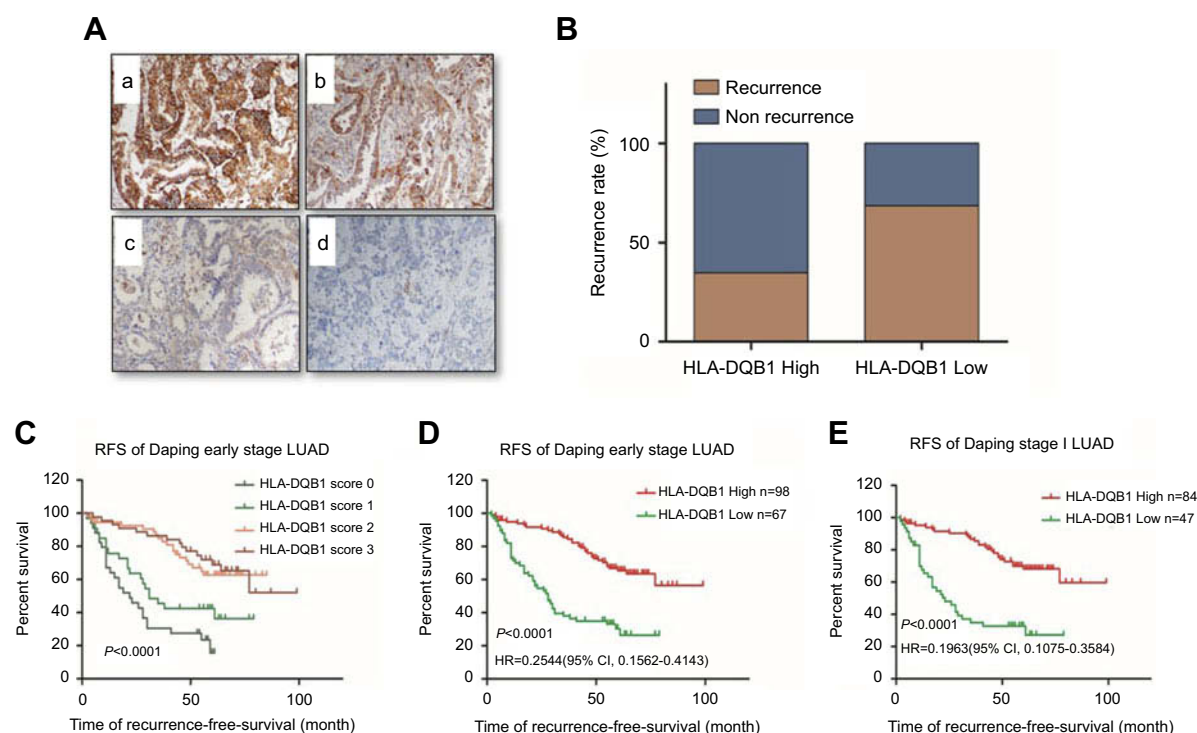 A
a
b
c
d
B
Recurrence
Non recurrence
Recurrence rate (%)
100
50
0
HLA-DQB1 High
HLA-DQB1 Low
C
RFS of Daping early stage LUAD
HLA-DQB1 score 0
HLA-DQB1 score 1
HLA-DQB1 score 2
HLA-DQB1 score 3
Percent survival
120
100
80
60
40
20
0
P<0.0001
0
50
100
Time of recurrence-free-survival (month)
D
RFS of Daping early stage LUAD
HLA-DQB1 High n=98
HLA-DQB1 Low n=67
Percent survival
120
100
80
60
40
20
0
P<0.0001
HR=0.2544(95% CI, 0.1562-0.4143)
0
50
100
Time of recurrence-free-survival (month)
E
RFS of Daping stage I LUAD
HLA-DQB1 High n=84
HLA-DQB1 Low n=47
Percent survival
120
100
80
60
40
20
0
P<0.0001
HR=0.1963(95% CI, 0.1075-0.3584)
0
50
100
Time of recurrence-free-survival (month)